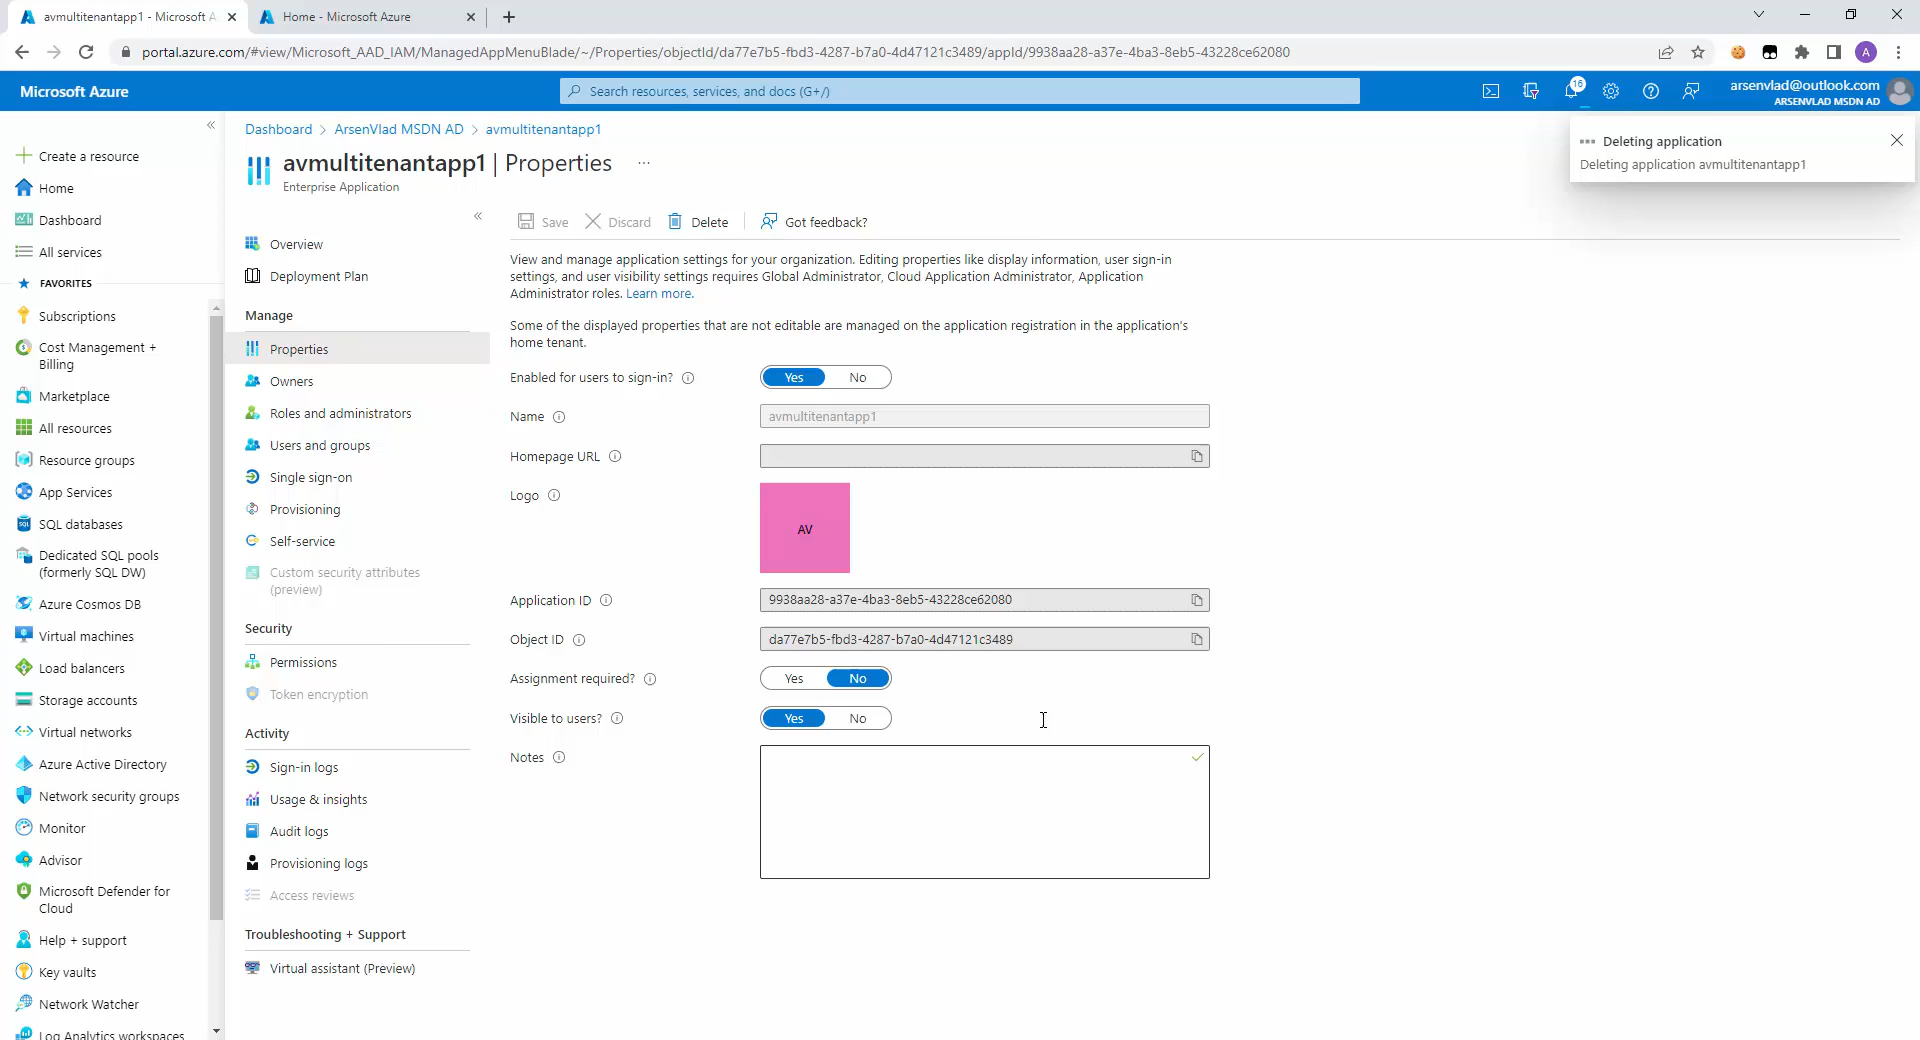 avmultitenantapp1 - Microsoft A
Home - Microsoft Azure
portal.azure.com/#view/Microsoft_AAD_IAM/ManagedAppMenuBlade/~/Properties/objectId/da77e7b5-fbd3-4287-b7a0-4d47121c3489/appId/9938aa28-a37e-4ba3-8eb5-43228ce62080
A
Microsoft Azure
Search resources, services, and docs (G+/)
16
arsenvlad@outlook.com
ARSENVLAD MSDN AD
Deleting application
Deleting application avmultitenantapp1
Create a resource
Home
Dashboard
All services
FAVORITES
Subscriptions
Cost Management +
Billing
Marketplace
All resources
Resource groups
App Services
SQL databases
Dedicated SQL pools
(formerly SQL DW)
Azure Cosmos DB
Virtual machines
Load balancers
Storage accounts
Virtual networks
Azure Active Directory
Network security groups
Monitor
Advisor
Microsoft Defender for
Cloud
Help + support
Key vaults
Network Watcher
Log Analytics workspaces
Dashboard > ArsenVlad MSDN AD > avmultitenantapp1
avmultitenantapp1 | Properties ...
Enterprise Application
Overview
Deployment Plan
Manage
Properties
Owners
Roles and administrators
Users and groups
Single sign-on
Provisioning
Self-service
Custom security attributes
(preview)
Security
Permissions
Token encryption
Activity
Sign-in logs
Usage & insights
Audit logs
Provisioning logs
Access reviews
Troubleshooting + Support
Virtual assistant (Preview)
Save Discard Delete Got feedback?
View and manage application settings for your organization. Editing properties like display information, user sign-in
settings, and user visibility settings requires Global Administrator, Cloud Application Administrator, Application
Administrator roles. Learn more.
Some of the displayed properties that are not editable are managed on the application registration in the application's
home tenant.
Enabled for users to sign-in? Yes No
Name avmultitenantapp1
Homepage URL
Logo
AV
Application ID 9938aa28-a37e-4ba3-8eb5-43228ce62080
Object ID da77e7b5-fbd3-4287-b7a0-4d47121c3489
Assignment required? Yes No
Visible to users? Yes No
Notes